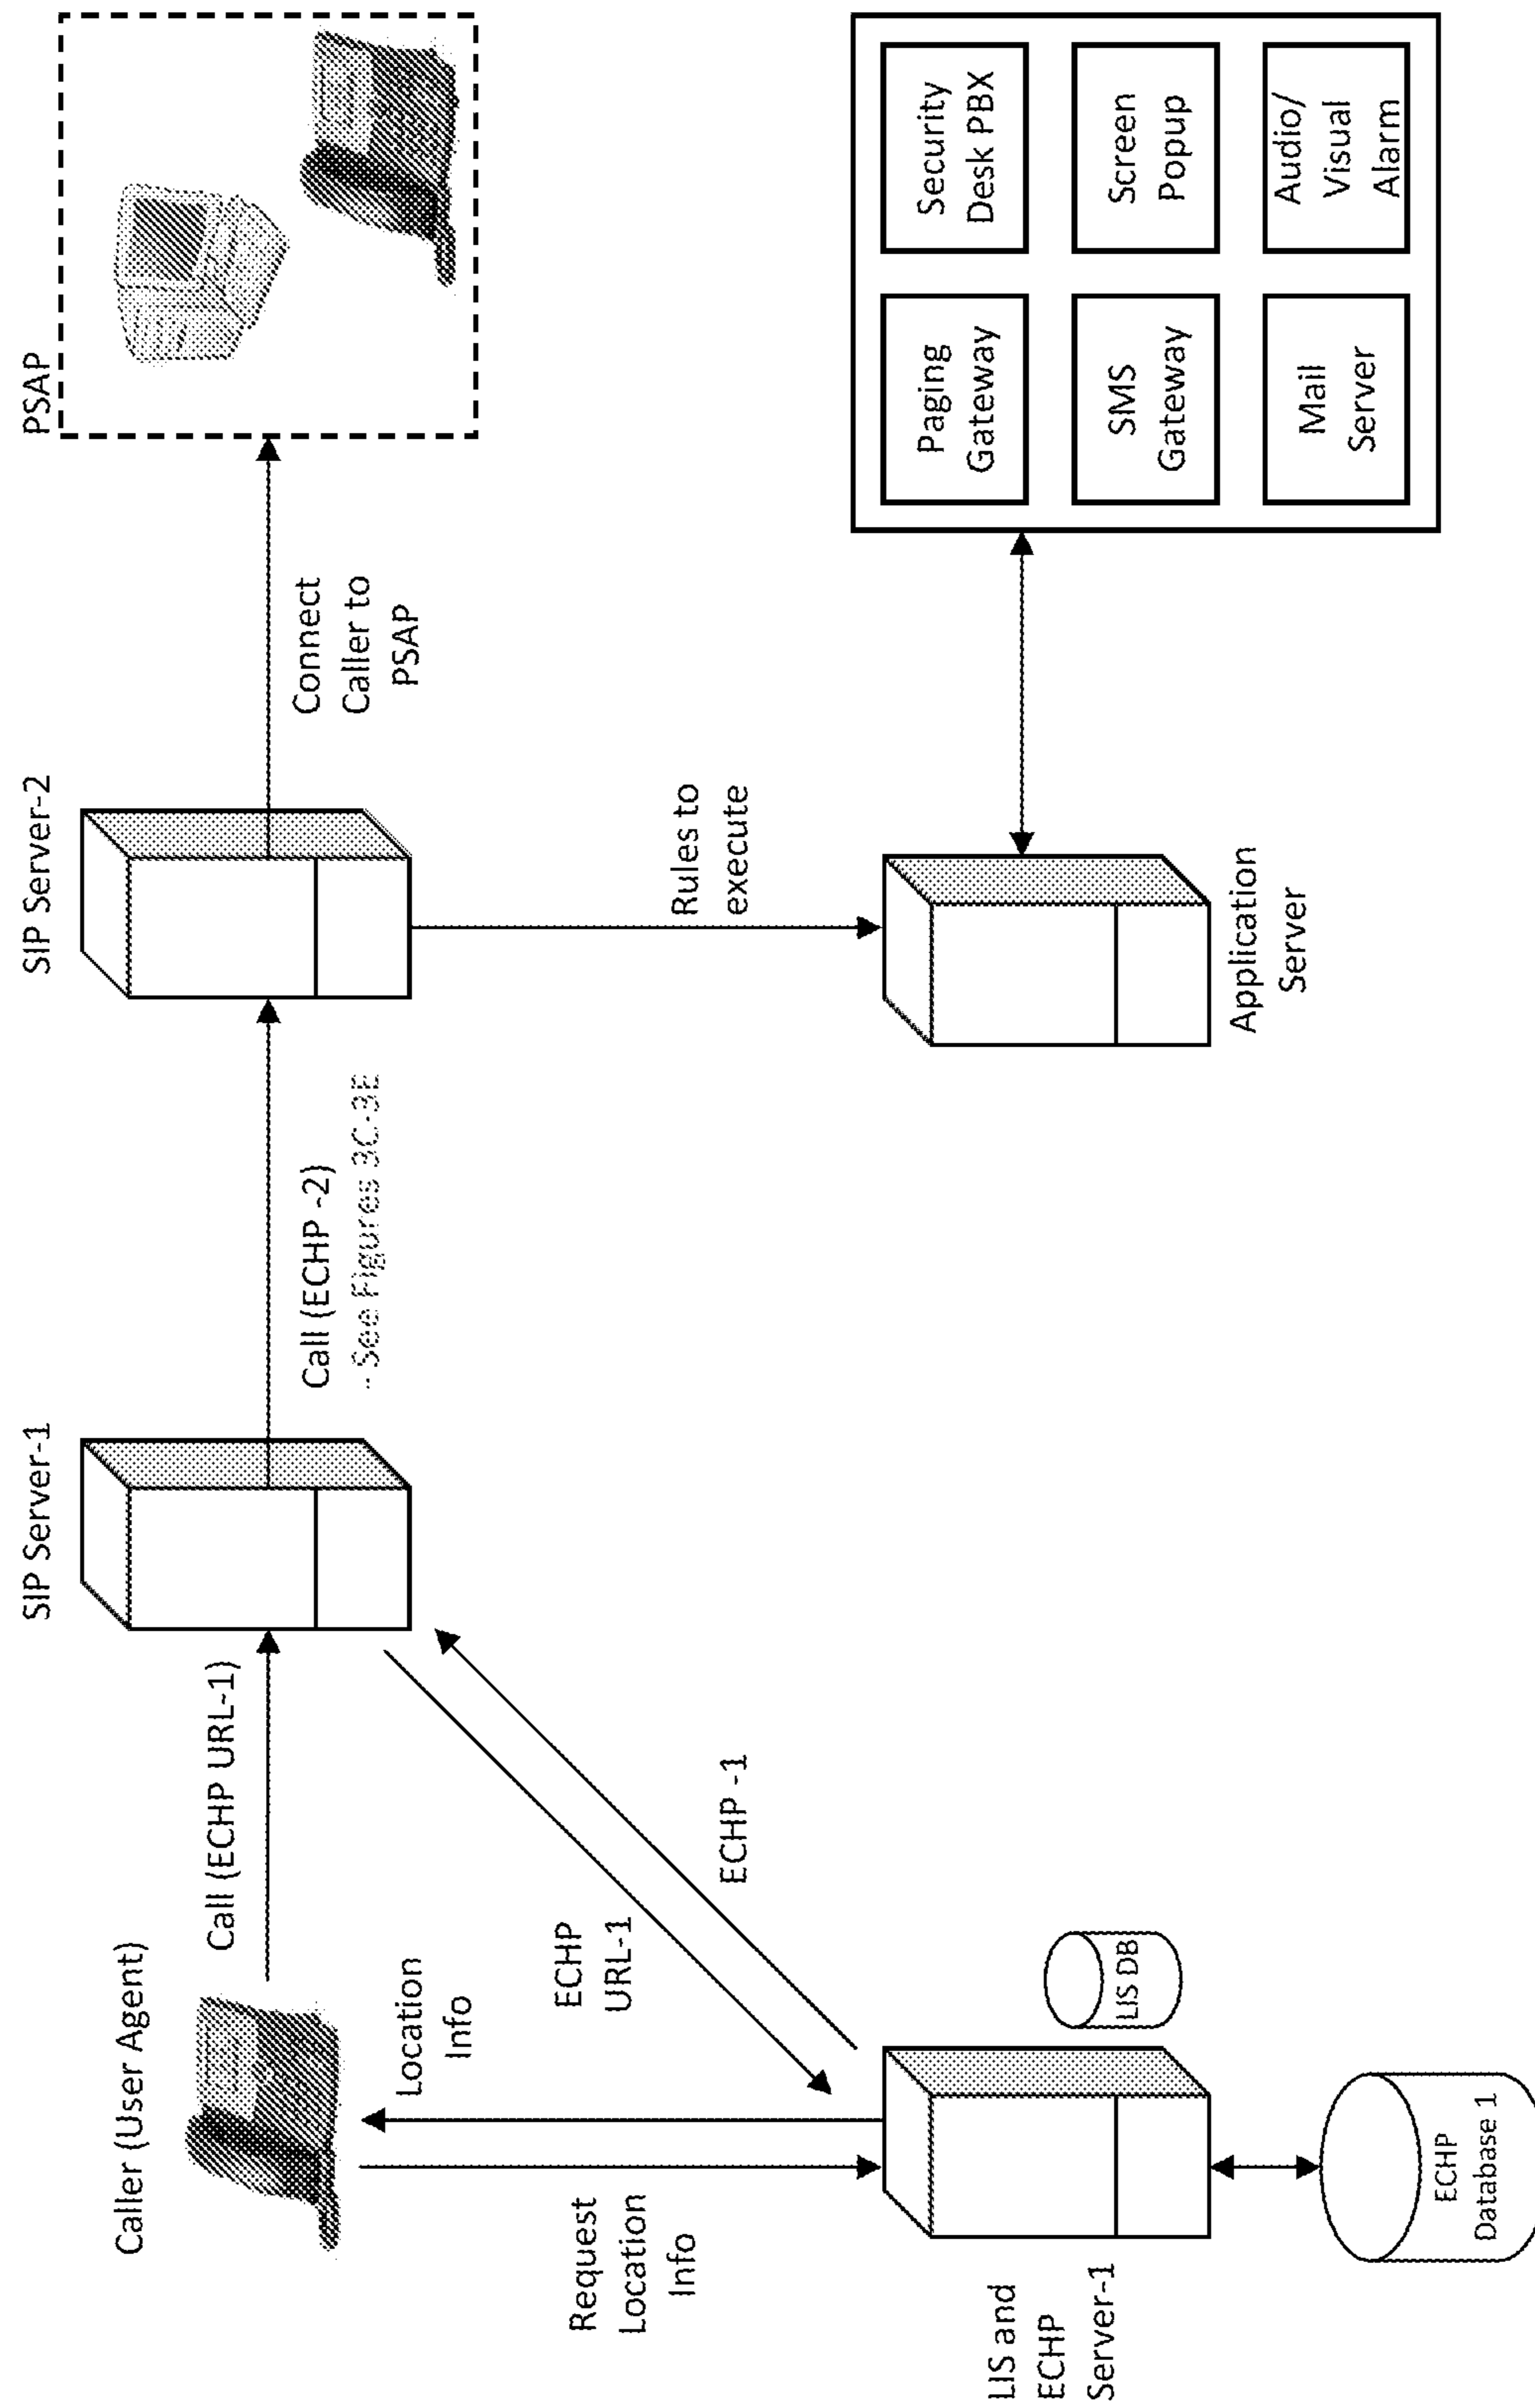 Caller (User Agent)
Call (ECHP URL-1)
SIP Server-1
Call (ECHP -2)
-- See Figures 3C-3E
SIP Server-2
Connect
Caller to
PSAP
PSAP
Request
Location
Info
Location
Info
ECHP
URL-1
ECHP -1
Rules to
execute
LIS and
ECHP
Server-1
LIS DB
ECHP
Database 1
Application
Server
Paging
Gateway
Security
Desk PBX
SMS
Gateway
Screen
Popup
Mail
Server
Audio/
Visual
Alarm